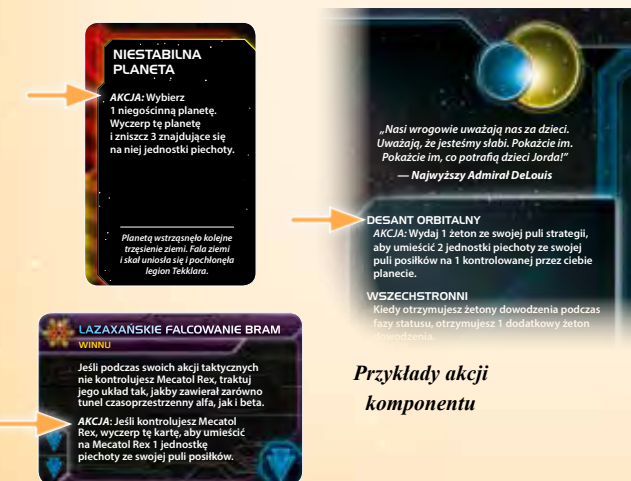 NIESTABILNA
PLANETA
AKCJA: Wybierz
1 niegościnną planetę.
Wyczerp tę planetę
i zniszcz 3 znajdujące się
na niej jednostki piechoty.
Planetą wstrząsnęło kolejne
trzęsienie ziemi. Fala ziemi
i skał uniosła się i pochłonęła
legion Tekklara.
„Nasi wrogowie uważają nas za dzieci.
Uważają, że jesteśmy słabi. Pokażcie im.
Pokażcie im, co potrafią dzieci Jorda!”
— Najwyższy Admirał DeLouis
DESANT ORBITALNY
AKCJA: Wydaj 1 żeton ze swojej puli strategii,
aby umieścić 2 jednostki piechoty ze swojej
puli posiłków na 1 kontrolowanej przez ciebie
planecie.
WSZECHSTRONNI
Kiedy otrzymujesz żetony dowodzenia podczas
fazy statusu, otrzymujesz 1 dodatkowy żeton
dowodzenia.
LAZAXAŃSKIE FALCOWANIE BRAM
WINNU
Jeśli podczas swoich akcji taktycznych
nie kontrolujesz Mecatol Rex, traktuj
jego układ tak, jakby zawierał zarówno
tunel czasoprzestrzenny alfa, jak i beta.
AKCJA: Jeśli kontrolujesz Mecatol
Rex, wyczerp tę kartę, aby umieścić
na Mecatol Rex 1 jednostkę
piechoty ze swojej puli posiłków.
Przykłady akcji
komponentu